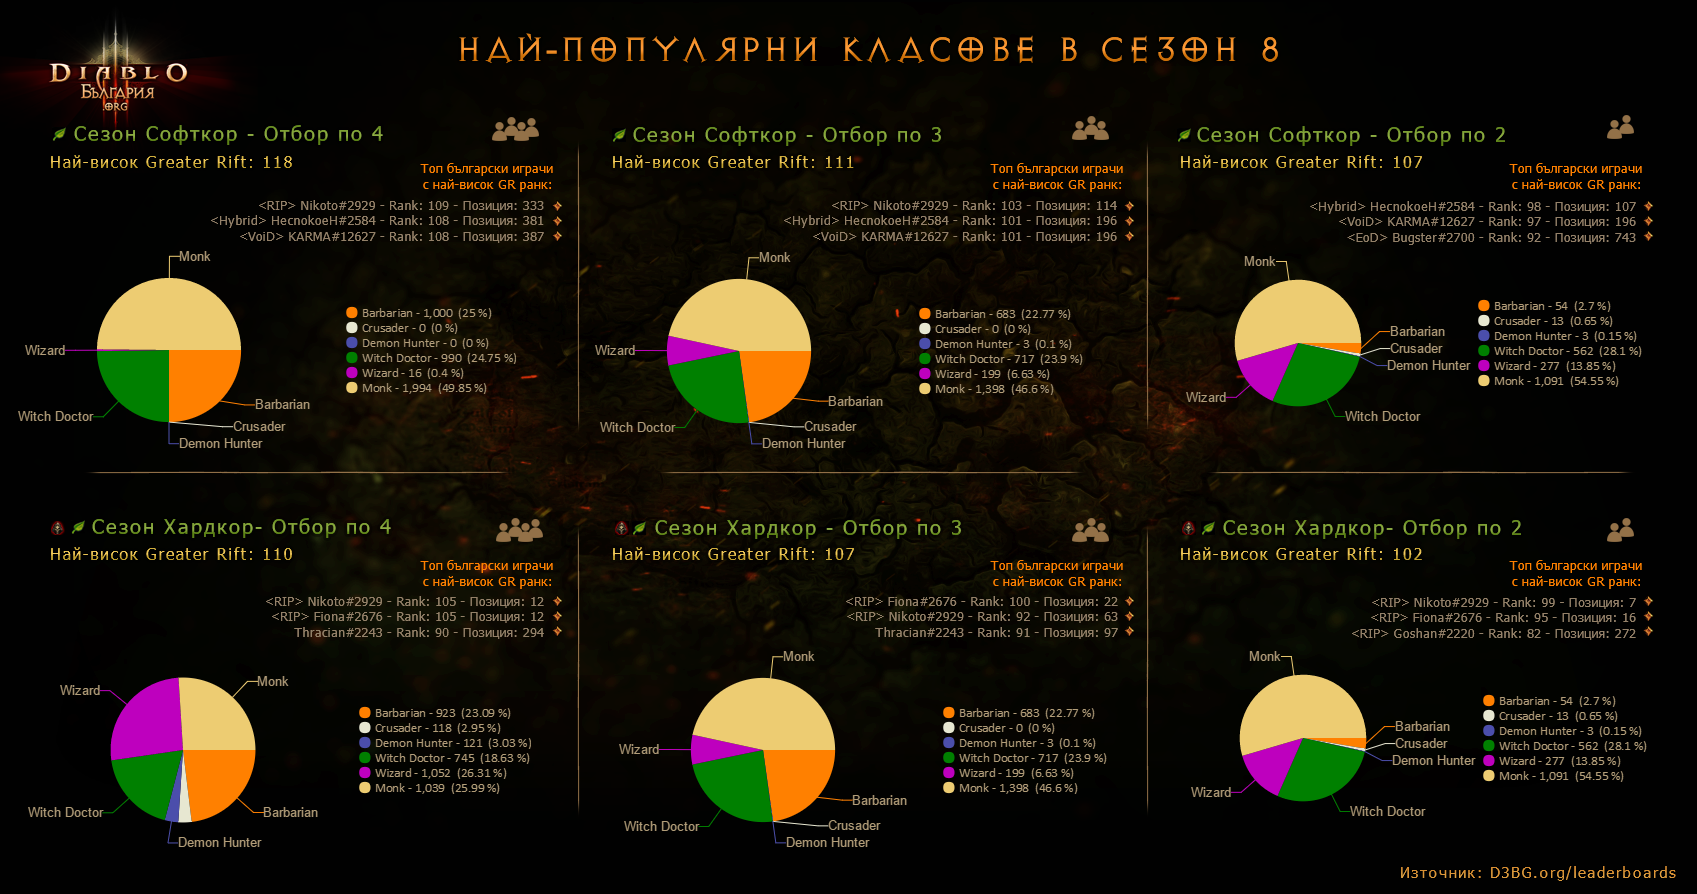 DIABLO
БЪЛГАРИЯ
.ORG
НАЙ-ПОПУЛЯРНИ КЛАСОВЕ В СЕЗОН 8
Сезон Софткор - Отбор по 4
Най-висок Greater Rift: 118
Топ български играчи
с най-висок GR ранк:
<RIP> Nikoto#2929 - Rank: 109 - Позиция: 333
<Hybrid> HecnokoeH#2584 - Rank: 108 - Позиция: 381
<VoiD> KARMA#12627 - Rank: 108 - Позиция: 387
Monk
Wizard
Witch Doctor
Barbarian
Crusader
Demon Hunter
Barbarian - 1,000 (25 %)
Crusader - 0 (0 %)
Demon Hunter - 0 (0 %)
Witch Doctor - 990 (24.75 %)
Wizard - 16 (0.4 %)
Monk - 1,994 (49.85 %)
Сезон Софткор - Отбор по 3
Най-висок Greater Rift: 111
Топ български играчи
с най-висок GR ранк:
<RIP> Nikoto#2929 - Rank: 103 - Позиция: 114
<Hybrid> HecnokoeH#2584 - Rank: 101 - Позиция: 196
<VoiD> KARMA#12627 - Rank: 101 - Позиция: 196
Monk
Wizard
Witch Doctor
Barbarian
Crusader
Demon Hunter
Barbarian - 683 (22.77 %)
Crusader - 0 (0 %)
Demon Hunter - 3 (0.1 %)
Witch Doctor - 717 (23.9 %)
Wizard - 199 (6.63 %)
Monk - 1,398 (46.6 %)
Сезон Софткор - Отбор по 2
Най-висок Greater Rift: 107
Топ български играчи
с най-висок GR ранк:
<Hybrid> HecnokoeH#2584 - Rank: 98 - Позиция: 107
<VoiD> KARMA#12627 - Rank: 97 - Позиция: 196
<EoD> Bugster#2700 - Rank: 92 - Позиция: 743
Monk
Barbarian
Crusader
Demon Hunter
Wizard
Witch Doctor
Barbarian - 54 (2.7 %)
Crusader - 13 (0.65 %)
Demon Hunter - 3 (0.15 %)
Witch Doctor - 562 (28.1 %)
Wizard - 277 (13.85 %)
Monk - 1,091 (54.55 %)
Сезон Хардкор- Отбор по 4
Най-висок Greater Rift: 110
Топ български играчи
с най-висок GR ранк:
<RIP> Nikoto#2929 - Rank: 105 - Позиция: 12
<RIP> Fiona#2676 - Rank: 105 - Позиция: 12
Thracian#2243 - Rank: 90 - Позиция: 294
Monk
Wizard
Witch Doctor
Barbarian
Demon Hunter
Barbarian - 923 (23.09 %)
Crusader - 118 (2.95 %)
Demon Hunter - 121 (3.03 %)
Witch Doctor - 745 (18.63 %)
Wizard - 1,052 (26.31 %)
Monk - 1,039 (25.99 %)
Сезон Хардкор - Отбор по 3
Най-висок Greater Rift: 107
Топ български играчи
с най-висок GR ранк:
<RIP> Fiona#2676 - Rank: 100 - Позиция: 22
<RIP> Nikoto#2929 - Rank: 92 - Позиция: 63
Thracian#2243 - Rank: 91 - Позиция: 97
Monk
Wizard
Witch Doctor
Barbarian
Crusader
Demon Hunter
Barbarian - 683 (22.77 %)
Crusader - 0 (0 %)
Demon Hunter - 3 (0.1 %)
Witch Doctor - 717 (23.9 %)
Wizard - 199 (6.63 %)
Monk - 1,398 (46.6 %)
Сезон Хардкор- Отбор по 2
Най-висок Greater Rift: 102
Топ български играчи
с най-висок GR ранк:
<RIP> Nikoto#2929 - Rank: 99 - Позиция: 7
<RIP> Fiona#2676 - Rank: 95 - Позиция: 16
<RIP> Goshan#2220 - Rank: 82 - Позиция: 272
Monk
Barbarian
Crusader
Demon Hunter
Wizard
Witch Doctor
Barbarian - 54 (2.7 %)
Crusader - 13 (0.65 %)
Demon Hunter - 3 (0.15 %)
Witch Doctor - 562 (28.1 %)
Wizard - 277 (13.85 %)
Monk - 1,091 (54.55 %)
Източник: D3BG.org/leaderboards